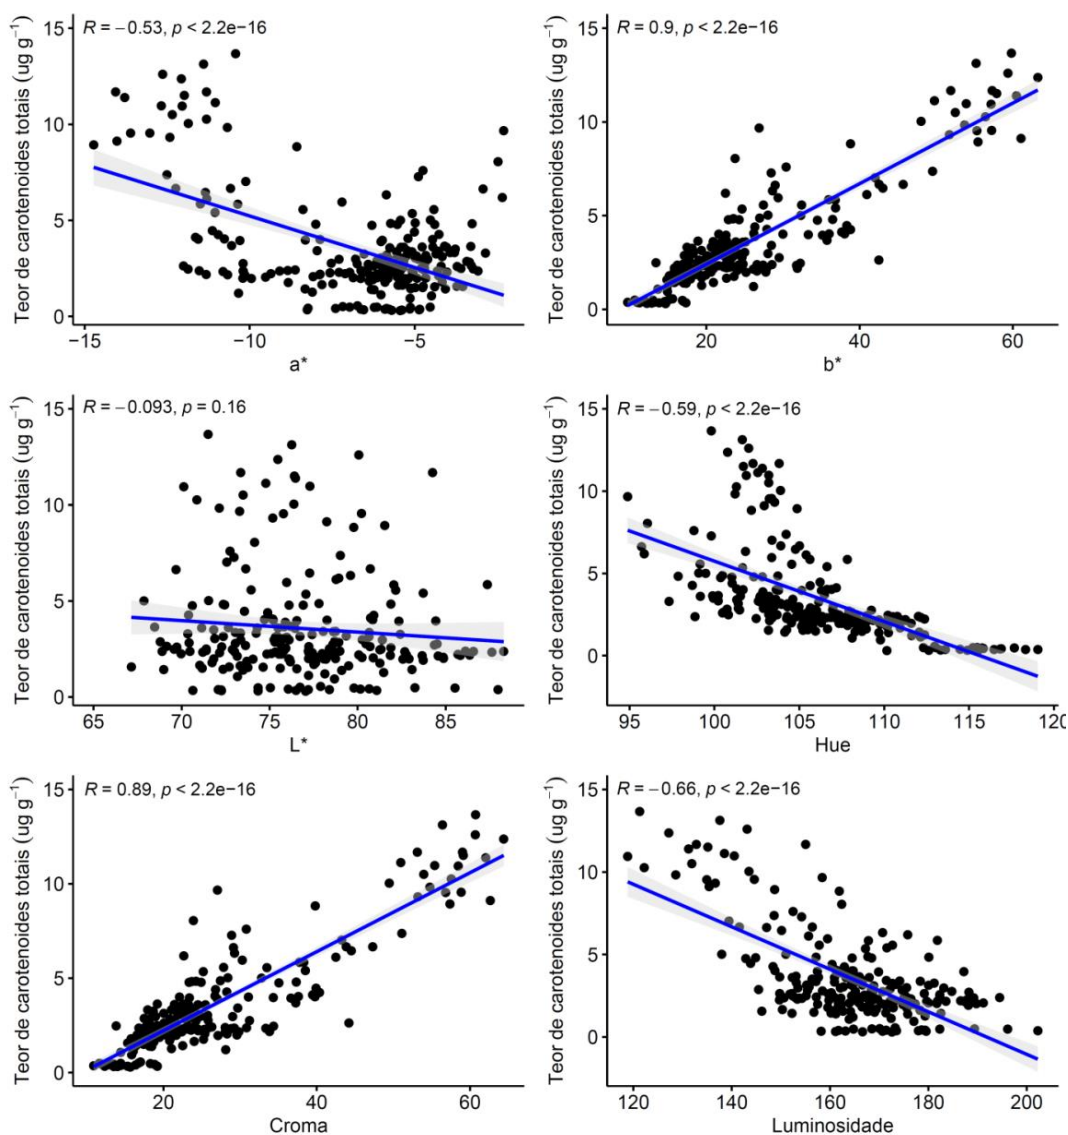 R = −0.53, p < 2.2e−16
Teor de carotenoides totais (ug g⁻¹)
15
10
5
0
−15 −10 −5
a*
R = 0.9, p < 2.2e−16
Teor de carotenoides totais (ug g⁻¹)
15
10
5
0
20 40 60
b*
R = −0.093, p = 0.16
Teor de carotenoides totais (ug g⁻¹)
15
10
5
0
65 70 75 80 85
L*
R = −0.59, p < 2.2e−16
Teor de carotenoides totais (ug g⁻¹)
15
10
5
0
95 100 105 110 115 120
Hue
R = 0.89, p < 2.2e−16
Teor de carotenoides totais (ug g⁻¹)
15
10
5
0
20 40 60
Croma
R = −0.66, p < 2.2e−16
Teor de carotenoides totais (ug g⁻¹)
15
10
5
0
120 140 160 180 200
Luminosidade